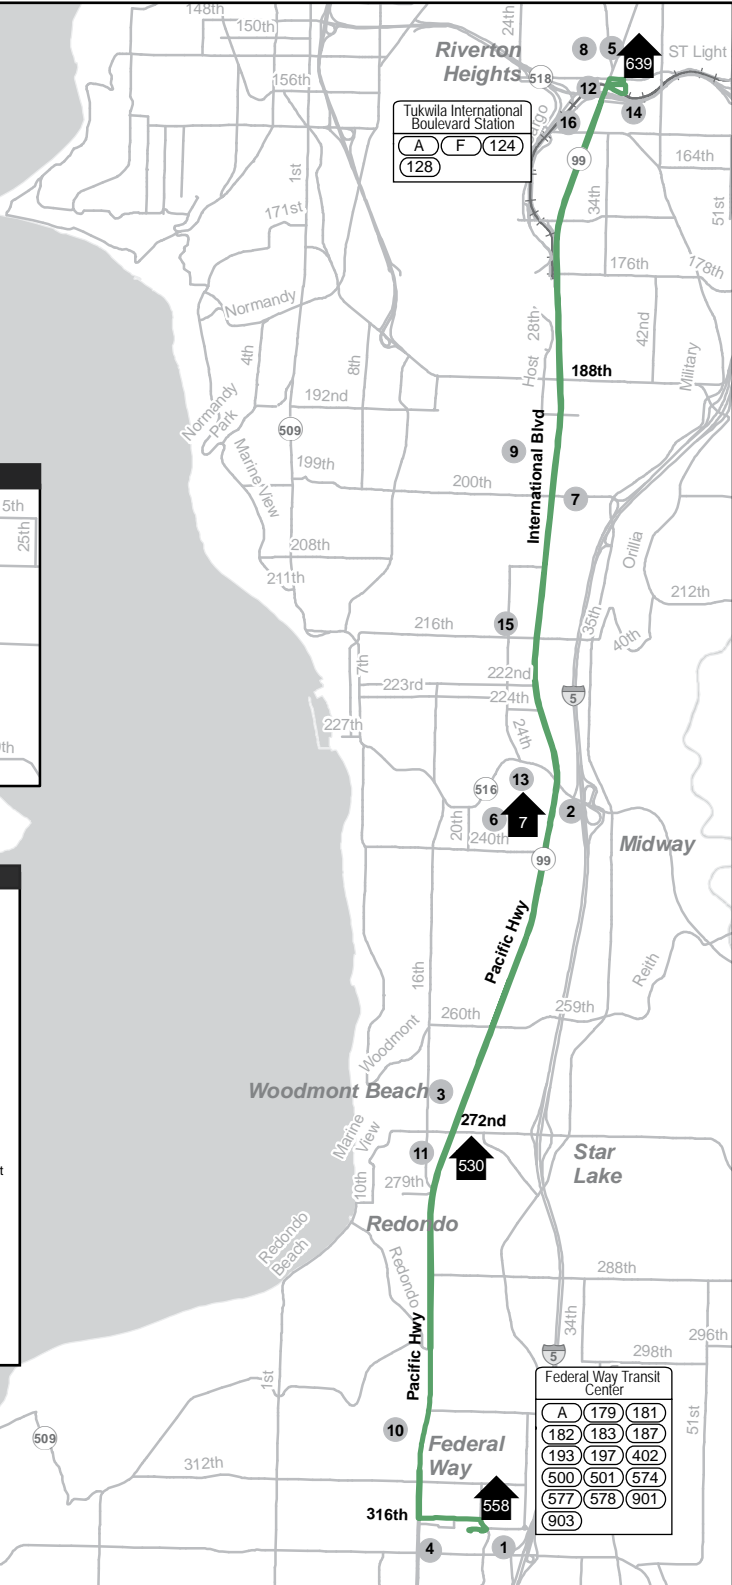 148th
150th
24th
Riverton
Heights
8
5
639
ST Light
156th
518
12
14
16
Tukwila International
Boulevard Station
A
F
124
128
99
164th
1st
34th
51st
171st
176th
178th
Normandy
28th
42nd
Host
188th
4th
8th
Military
192nd
Normandy
Park
509
International Blvd
9
Marine View
199th
200th
7
5th
25th
208th
Orillia
211th
212th
216th
15
35th
40th
7th
222nd
223rd
224th
5
227th
24th
th
13
516
6
7
2
20th
240th
Midway
99
Pacific Hwy
16th
Reith
260th
259th
Woodmont
Woodmont Beach
3
272nd
Marine
View
11
530
Star
Lake
t
10th
279th
Redondo
Redondo
Beach
Redondo
288th
34th
296th
Pacific Hwy
5
298th
1st
Federal Way Transit
Center
A
179
181
182
183
187
193
197
402
500
501
574
577
578
901
903
51st
10
Federal
Way
509
312th
558
316th
4
1